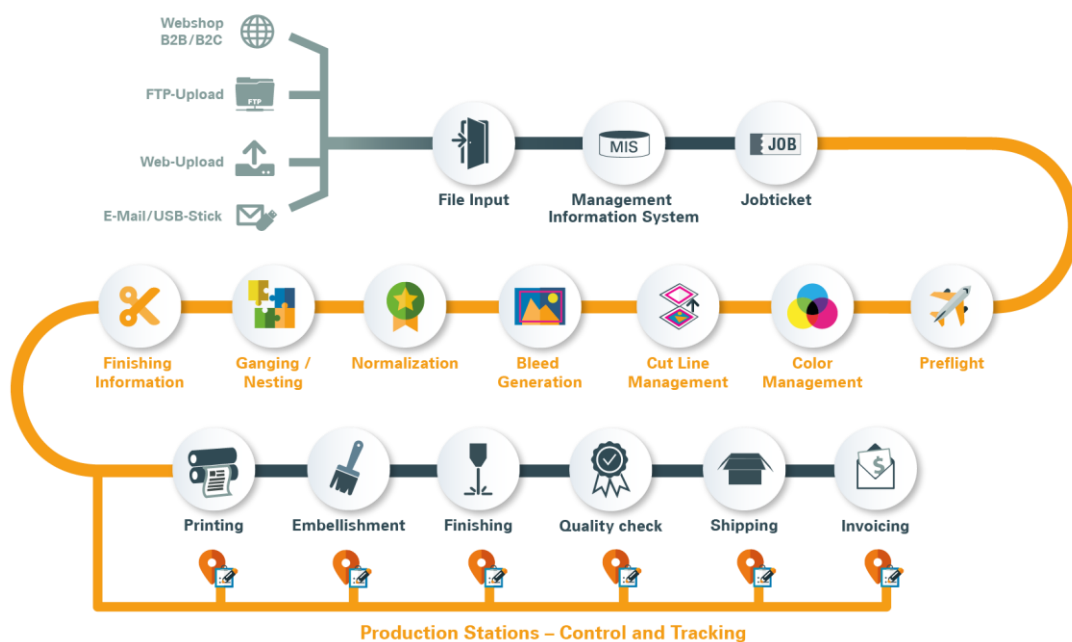 Webshop
B2B/B2C
FTP-Upload
FTP
Web-Upload
E-Mail/USB-Stick
File Input
MIS
Management
Information System
JOB
Jobticket
Finishing
Information
Ganging /
Nesting
Normalization
Bleed
Generation
Cut Line
Management
Color
Management
Preflight
Printing
Embellishment
Finishing
Quality check
Shipping
$
Invoicing
Production Stations – Control and Tracking